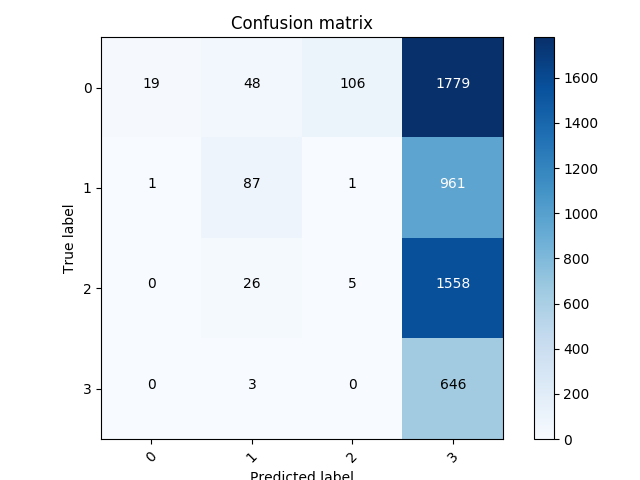 Confusion matrix
0 19 48 106 1779
1 1 87 1 961
2 0 26 5 1558
3 0 3 0 646
0 1 2 3
True label
Predicted label
1600
1400
1200
1000
800
600
400
200
0